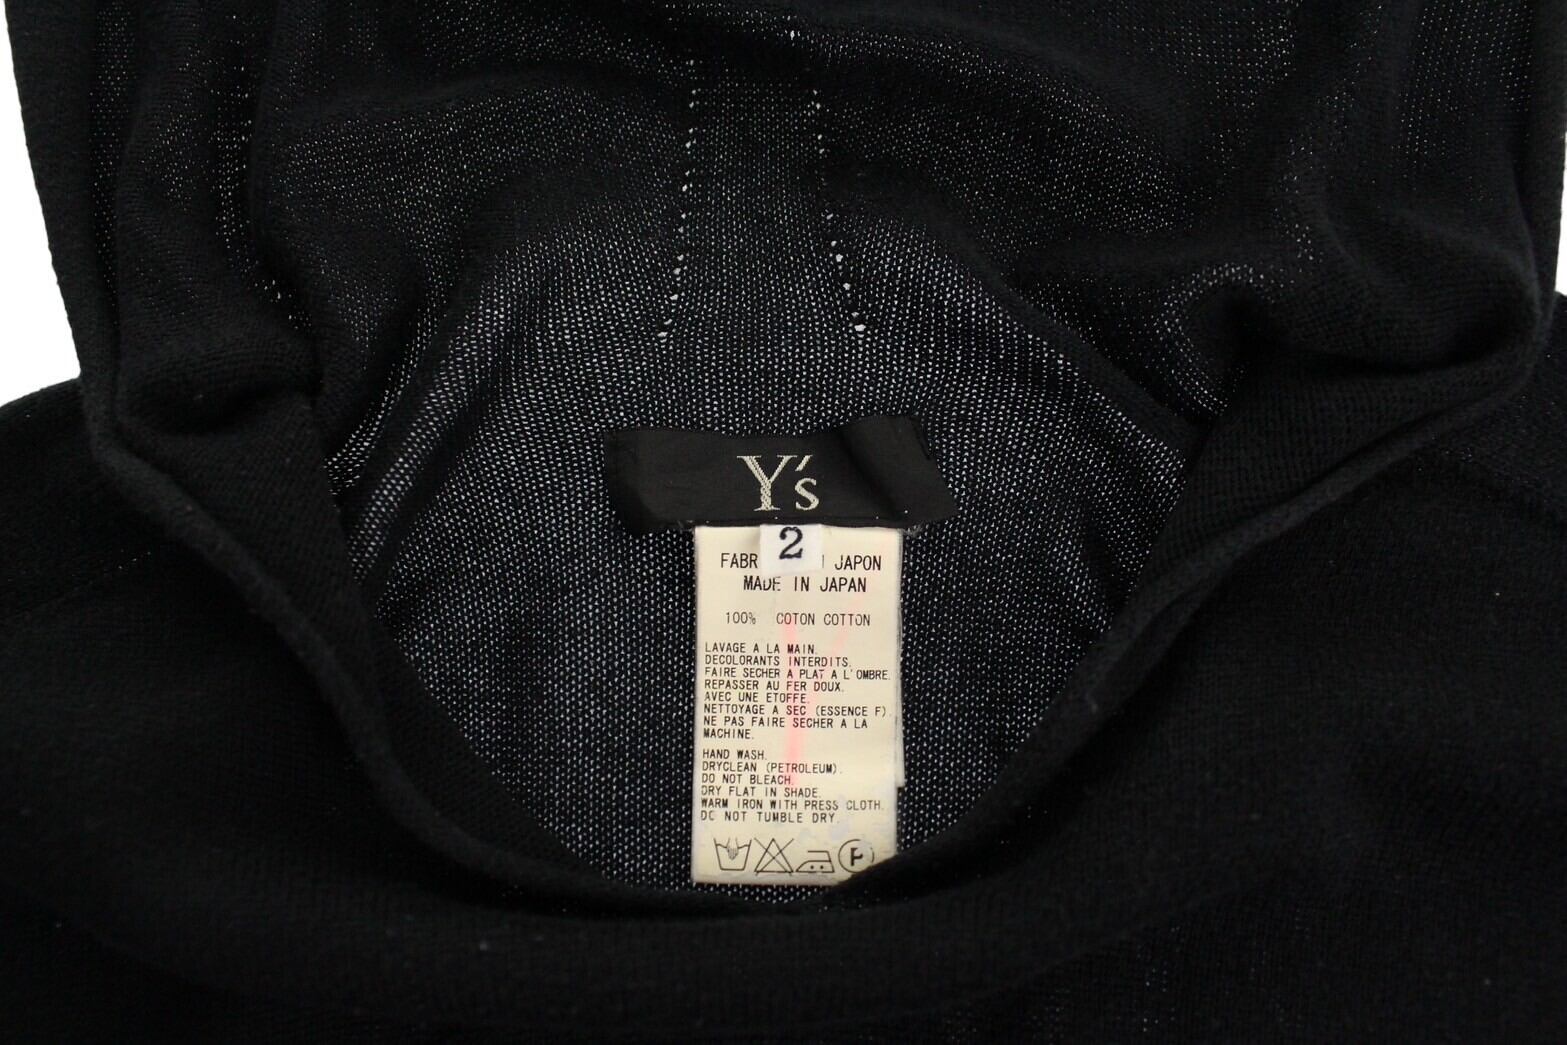 Y's
2
FABR N JAPON
MADE IN JAPAN
100% COTON COTTON
LAVAGE A LA MAIN.
DECOLORANTS INTERDITS.
FAIRE SECHER A PLAT A L'OMBRE.
REPASSER AU FER DOUX.
AVEC UNE ETOFFE.
NETTOYAGE A SEC (ESSENCE F)
NE PAS FAIRE SECHER A LA
MACHINE.
HAND WASH.
DRYCLEAN (PETROLEUM).
DO NOT BLEACH.
DRY FLAT IN SHADE.
WARM IRON WITH PRESS CLOTH.
DO NOT TUMBLE DRY.
P